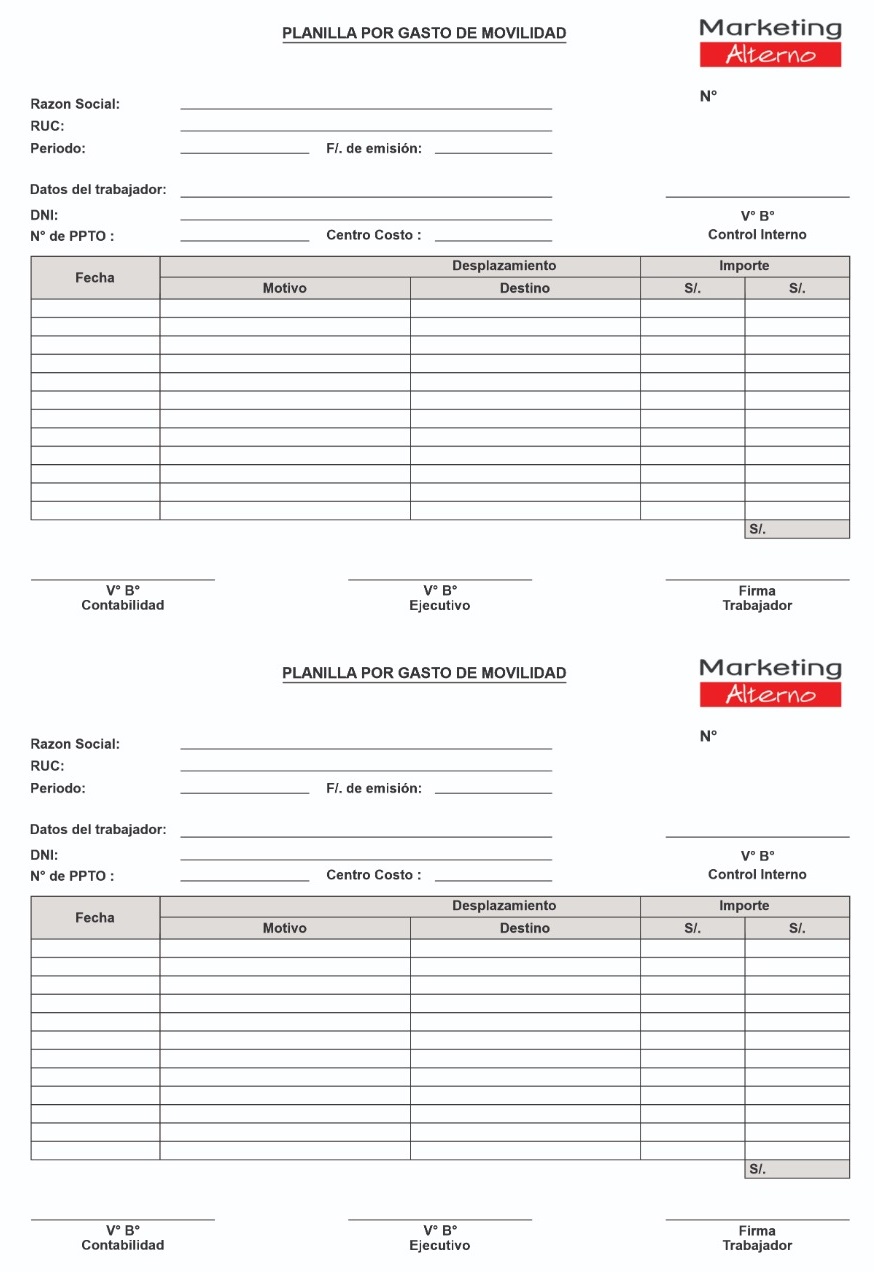 PLANILLA POR GASTO DE MOVILIDAD
Marketing
Alterno
N°
Razon Social:
RUC:
Periodo: F/. de emisión:
Datos del trabajador:
DNI:
N° de PPTO : Centro Costo :
V° B°
Control Interno
Fecha Desplazamiento Importe
Motivo Destino S/. S/.
S/.
V° B° V° B° Firma
Contabilidad Ejecutivo Trabajador
PLANILLA POR GASTO DE MOVILIDAD
Marketing
Alterno
N°
Razon Social:
RUC:
Periodo: F/. de emisión:
Datos del trabajador:
DNI:
N° de PPTO : Centro Costo :
V° B°
Control Interno
Fecha Desplazamiento Importe
Motivo Destino S/. S/.
S/.
V° B° V° B° Firma
Contabilidad Ejecutivo Trabajador